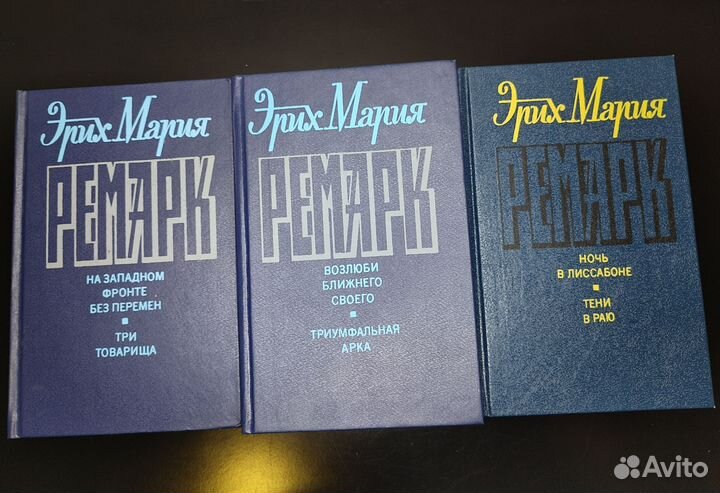 Эрих Мария
РЕМАРК
НА ЗАПАДНОМ
ФРОНТЕ
БЕЗ ПЕРЕМЕН
ТРИ
ТОВАРИЩА
Эрих Мария
РЕМАРК
ВОЗЛЮБИ
БЛИЖНЕГО
СВОЕГО
ТРИУМФАЛЬНАЯ
АРКА
Эрих Мария
РЕМАРК
НОЧЬ
В ЛИССАБОНЕ
ТЕНИ
В РАЮ
Avito